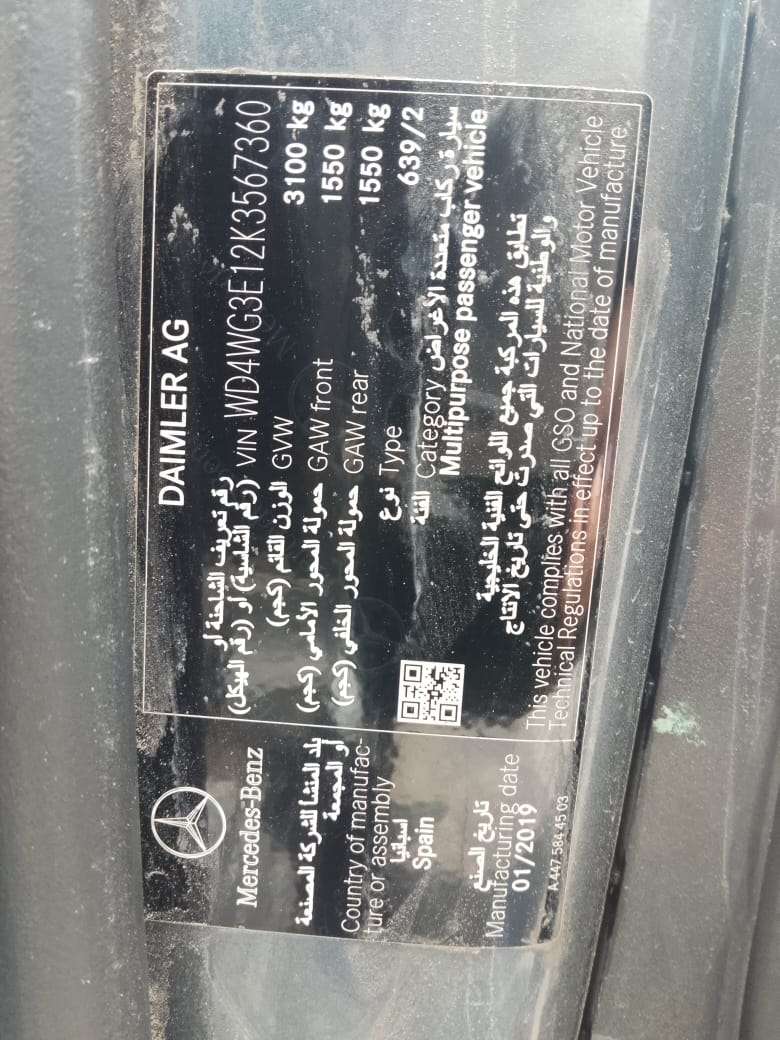 Mercedes-Benz
بلد المنشأ للشركة المصنعة
أو المجمعة
Country of manufac-
ture or assembly
اسبانيا
Spain
تاريخ الصنع
Manufacturing date
01/2019
A 447 584 45 03
DAIMLER AG
رقم تعريف الشاحنة أو
(رقم الشاسية) أو (رقم الهيكل) VIN WD4WG3E12K3567360
الوزن القائم (كجم) GVW 3100 kg
حمولة المحور الأمامي (كجم) GAW front 1550 kg
حمولة المحور الخلفي (كجم) GAW rear 1550 kg
نوع Type 639/2
الفئة Category سيارة ركاب متعددة الأغراض
Multipurpose passenger vehicle
تطابق هذه المركبة جميع اللوائح الفنية الخليجية
والوطنية للسيارات التي صدرت حتى تاريخ الانتاج
This vehicle complies with all GSO and National Motor Vehicle
Technical Regulations in effect up to the date of manufacture.